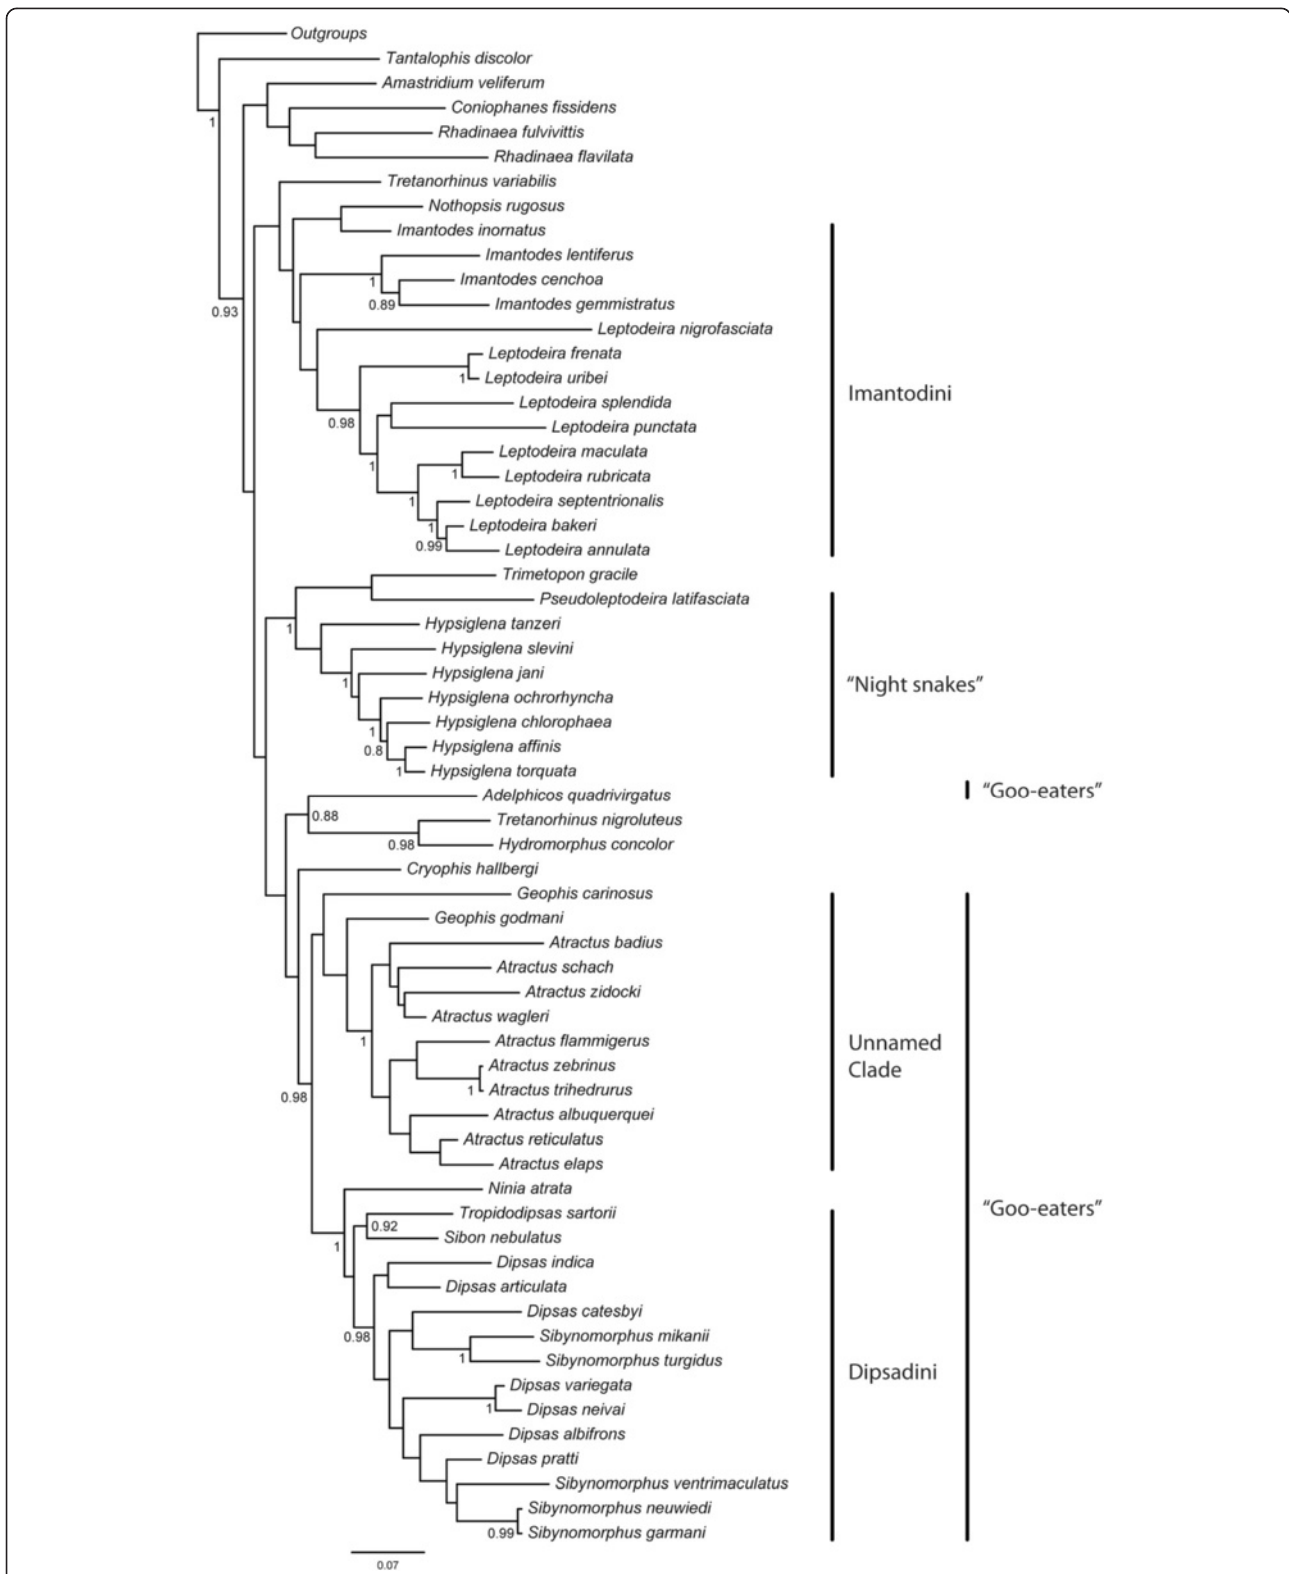 Outgroups
Tantalophis discolor
Amastridium veliferum
Coniophanes fissidens
1
Rhadinaea fulvivittis
Rhadinaea flavilata
Tretanorhinus variabilis
Nothopsis rugosus
Imantodes inornatus
Imantodes lentiferus
1
Imantodes cenchoa
0.89
Imantodes gemmistratus
0.93
Leptodeira nigrofasciata
Leptodeira frenata
1
Leptodeira uribei
Imantodini
Leptodeira splendida
0.98
Leptodeira punctata
Leptodeira maculata
1
1
Leptodeira rubricata
1
Leptodeira septentrionalis
1
Leptodeira bakeri
0.99
Leptodeira annulata
Trimetopon gracile
Pseudoleptodeira latifasciata
1
Hypsiglena tanzeri
Hypsiglena slevini
Hypsiglena jani
1
"Night snakes"
Hypsiglena ochrorhyncha
1
Hypsiglena chlorophaea
0.8
Hypsiglena affinis
1
Hypsiglena torquata
Adelphicos quadrivirgatus
"Goo-eaters"
0.88
Tretanorhinus nigroluteus
0.98
Hydromorphus concolor
Cryophis hallbergi
Geophis carinosus
Geophis godmani
Atractus badius
Atractus schach
Atractus zidocki
Atractus wagleri
1
Atractus flammigerus
Unnamed
Clade
Atractus zebrinus
1
Atractus trihedrurus
0.98
Atractus albuquerquei
Atractus reticulatus
Atractus elaps
Ninia atrata
"Goo-eaters"
Tropidodipsas sartorii
0.92
Sibon nebulatus
1
Dipsas indica
Dipsas articulata
Dipsas catesbyi
0.98
Sibynomorphus mikanii
1
Sibynomorphus turgidus
Dipsadini
Dipsas variegata
1
Dipsas neivai
Dipsas albifrons
Dipsas pratti
Sibynomorphus ventrimaculatus
Sibynomorphus neuwiedi
0.99
Sibynomorphus garmani
0.07